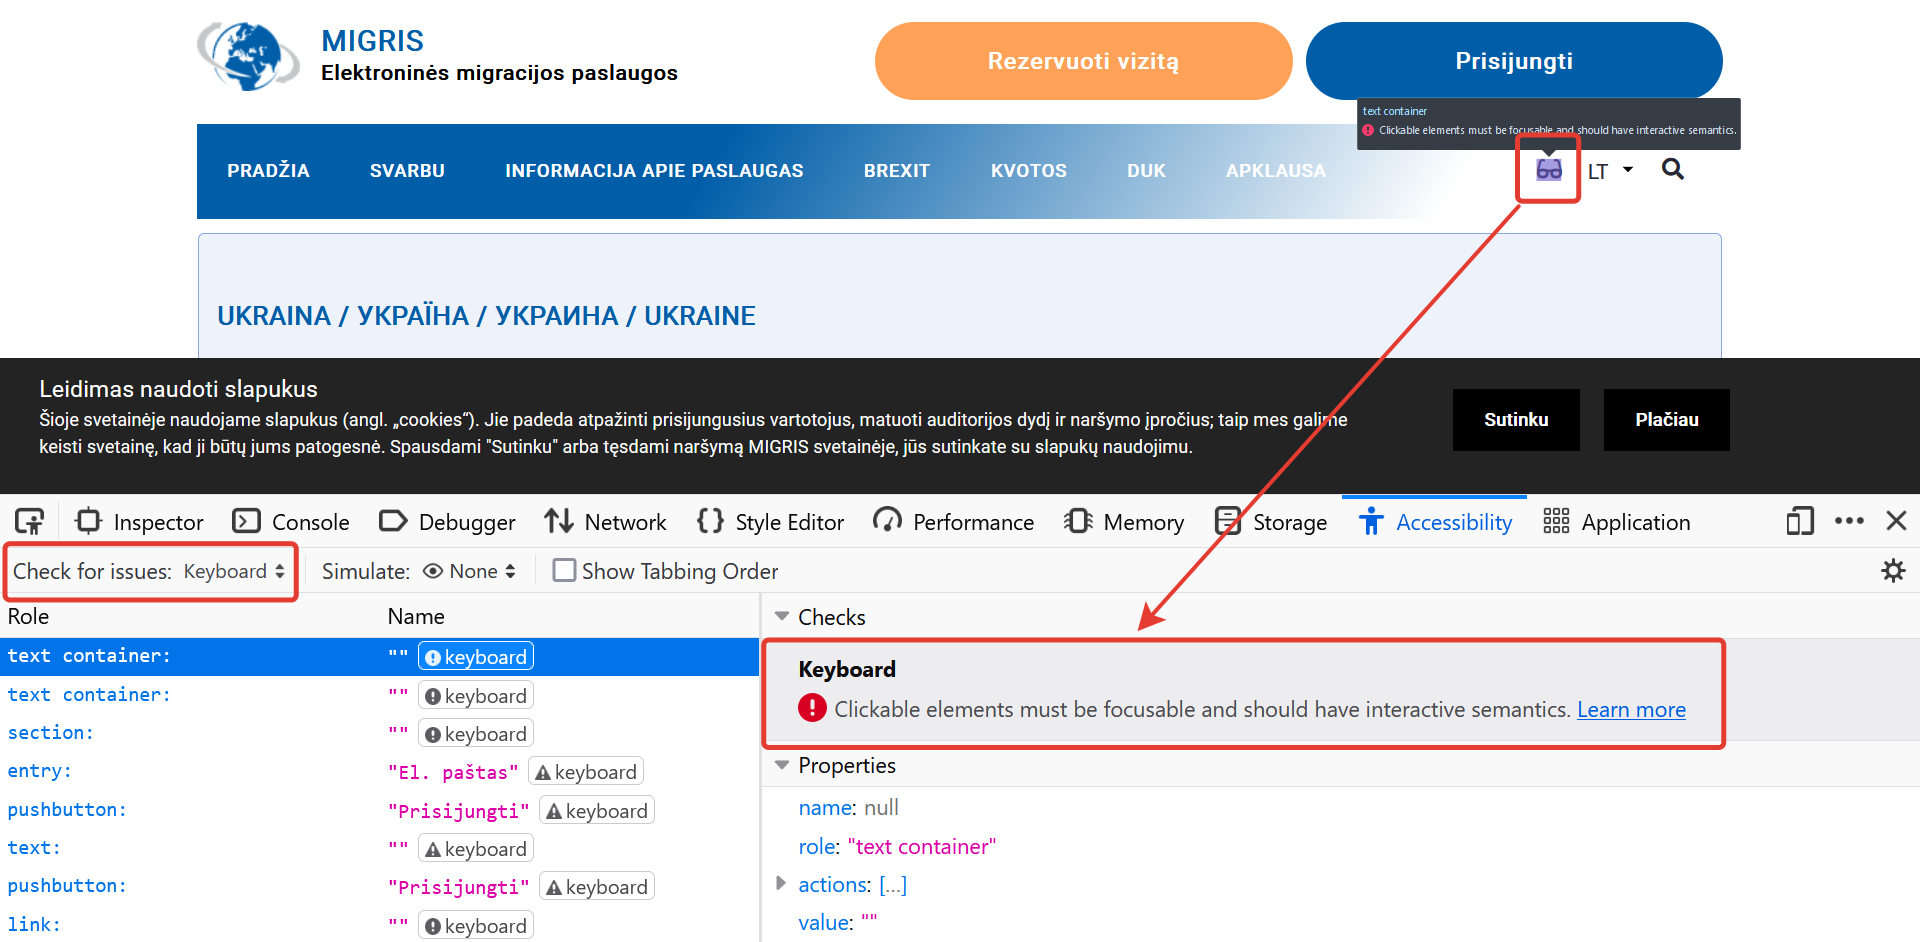 MIGRIS
Elektroninės migracijos paslaugos
Rezervuoti vizitą
Prisijungti
text container
Clickable elements must be focusable and should have interactive semantics.
PRADŽIA SVARBU INFORMACIJA APIE PASLAUGAS BREXIT KVOTOS DUK APKLAUSA LT
UKRAINA / УКРАЇНА / УКРАИНА / UKRAINE
Leidimas naudoti slapukus
Šioje svetainėje naudojame slapukus (angl. „cookies“). Jie padeda atpažinti prisijungusius vartotojus, matuoti auditorijos dydį ir naršymo įpročius; taip mes galime
keisti svetainę, kad ji būtų jums patogesnė. Spausdami "Sutinku" arba tęsdami naršymą MIGRIS svetainėje, jūs sutinkate su slapukų naudojimu.
Sutinku
Plačiau
Inspector Console Debugger Network Style Editor Performance Memory Storage Accessibility Application
Check for issues: Keyboard Simulate: None Show Tabbing Order
Role Name
text container: "" keyboard
text container: "" keyboard
section: "" keyboard
entry: "El. paštas" keyboard
pushbutton: "Prisijungti" keyboard
text: "" keyboard
pushbutton: "Prisijungti" keyboard
link: "" keyboard
Checks
Keyboard
Clickable elements must be focusable and should have interactive semantics. Learn more
Properties
name: null
role: "text container"
actions: […]
value: ""